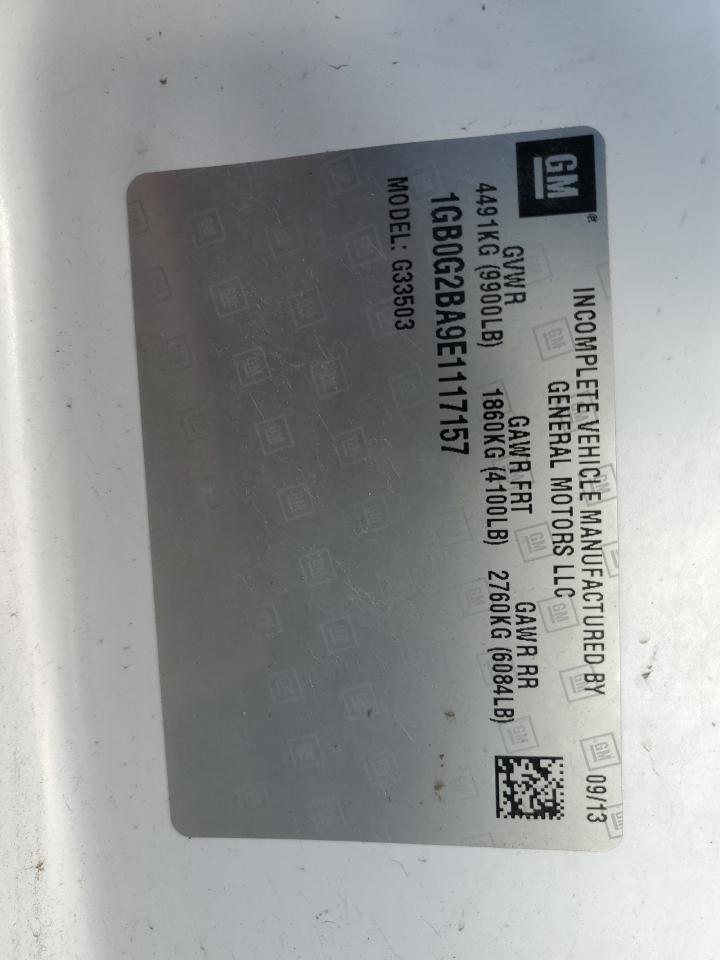 GM
INCOMPLETE VEHICLE MANUFACTURED BY 09/13
GENERAL MOTORS LLC
GVWR GAWR FRT GAWR RR
4491KG (9900LB) 1860KG (4100LB) 2760KG (6084LB)
1GB0G2BA9E1117157
MODEL: G33503